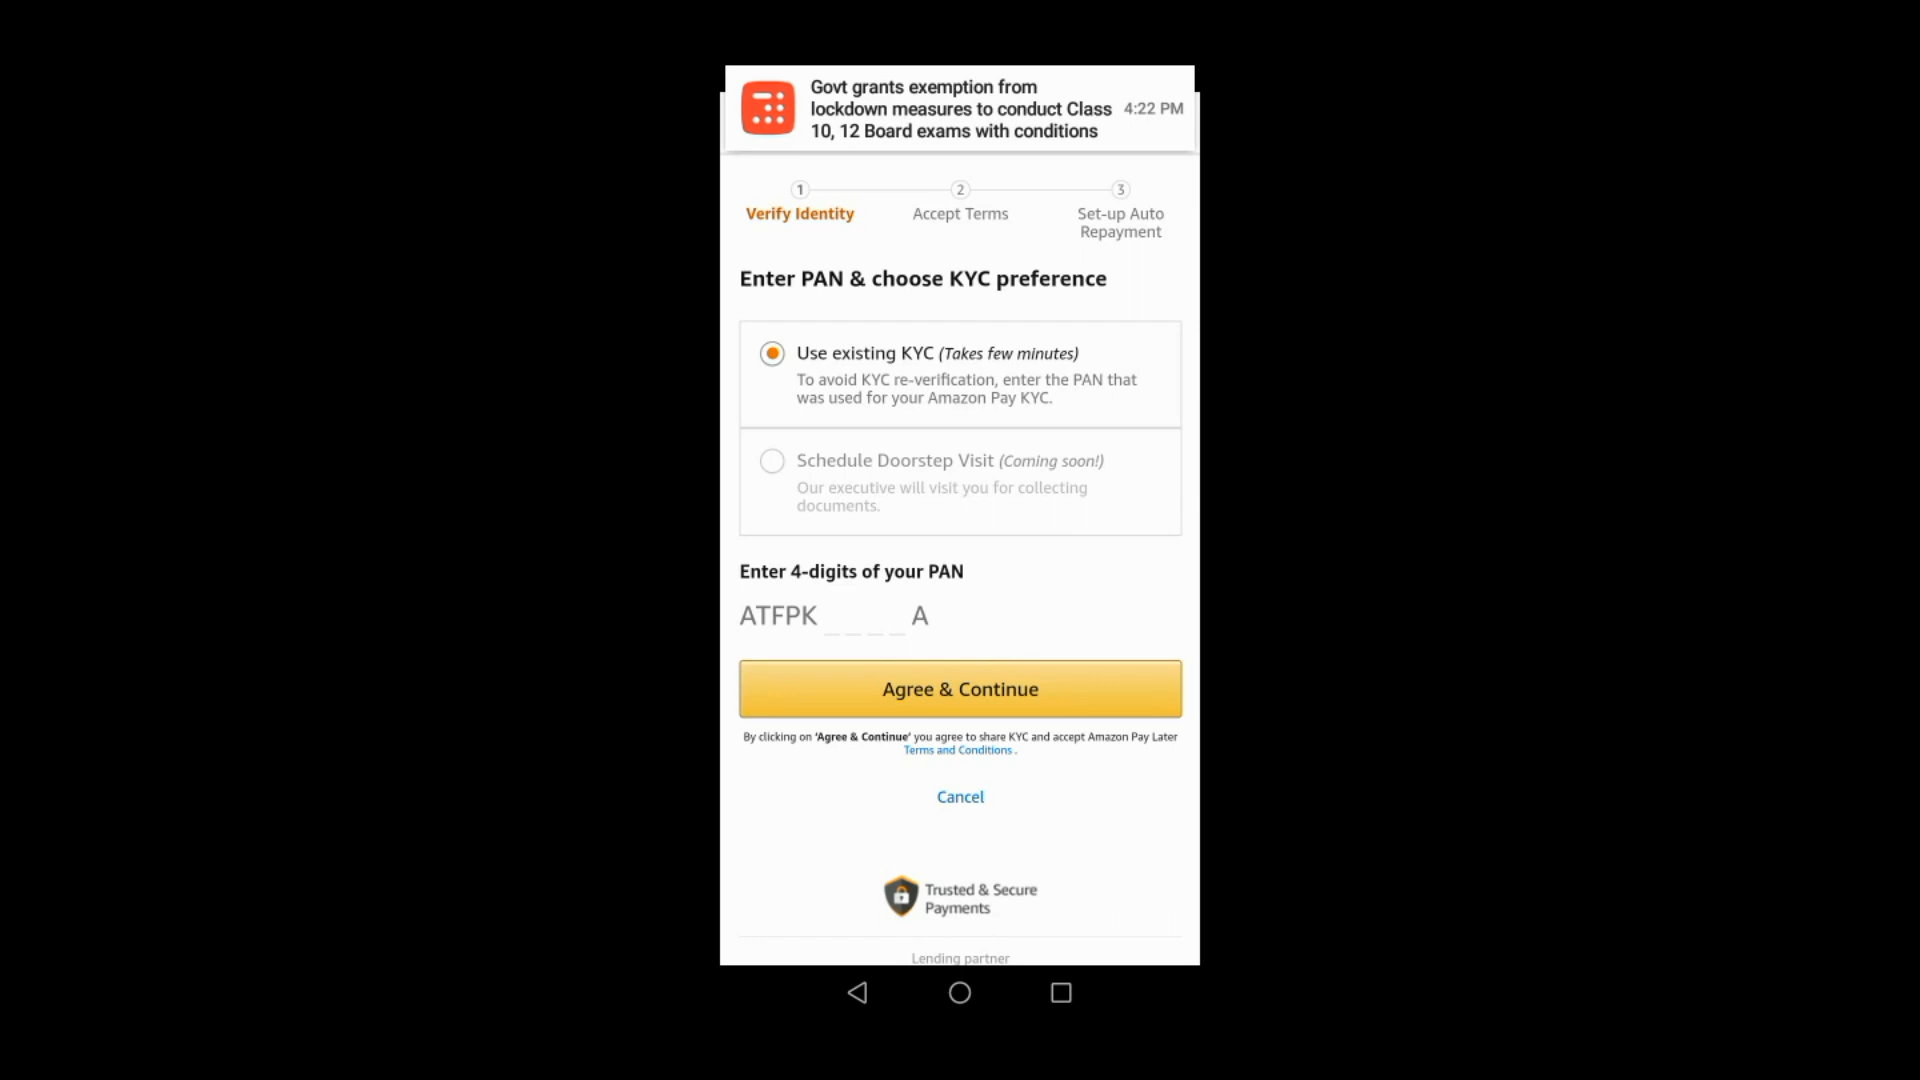 Govt grants exemption from
lockdown measures to conduct Class
10, 12 Board exams with conditions
4:22 PM
1
2
3
Verify Identity
Accept Terms
Set-up Auto
Repayment
Enter PAN & choose KYC preference
Use existing KYC (Takes few minutes)
To avoid KYC re-verification, enter the PAN that
was used for your Amazon Pay KYC.
Schedule Doorstep Visit (Coming soon!)
Our executive will visit you for collecting
documents.
Enter 4-digits of your PAN
ATFPK _ _ _ _ A
Agree & Continue
By clicking on 'Agree & Continue' you agree to share KYC and accept Amazon Pay Later
Terms and Conditions .
Cancel
Trusted & Secure
Payments
Lending partner